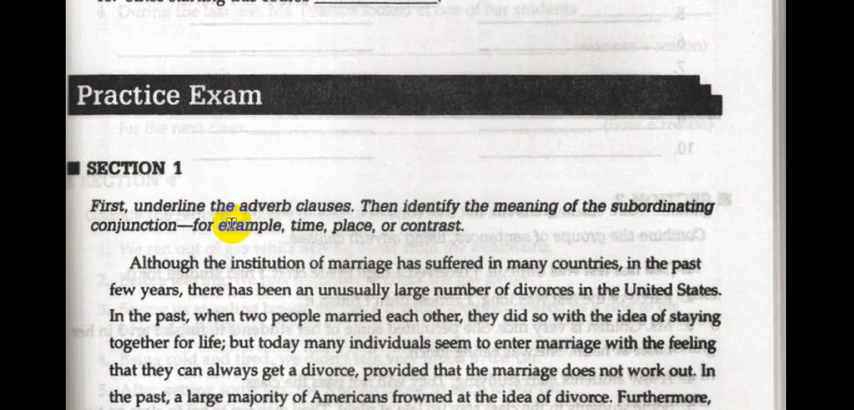 Practice Exam
SECTION 1
First, underline the adverb clauses. Then identify the meaning of the subordinating
conjunction—for example, time, place, or contrast.
Although the institution of marriage has suffered in many countries, in the past
few years, there has been an unusually large number of divorces in the United States.
In the past, when two people married each other, they did so with the idea of staying
together for life; but today many individuals seem to enter marriage with the feeling
that they can always get a divorce, provided that the marriage does not work out. In
the past, a large majority of Americans frowned at the idea of divorce. Furthermore,